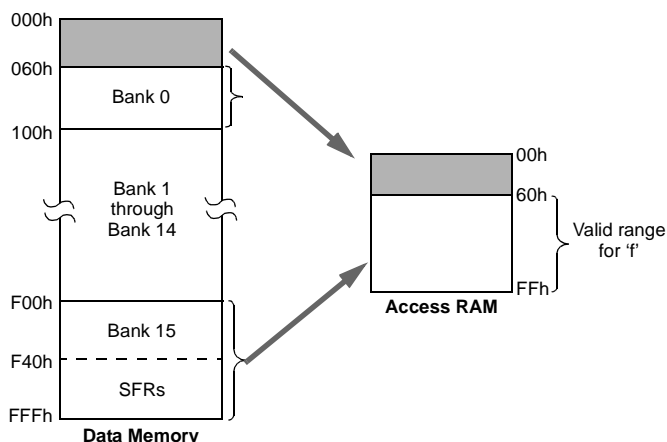 000h
060h
Bank 0
100h
Bank 1
through
Bank 14
F00h
Bank 15
F40h
SFRs
FFFh
Data Memory
00h
60h
Valid range
for ‘f’
FFh
Access RAM